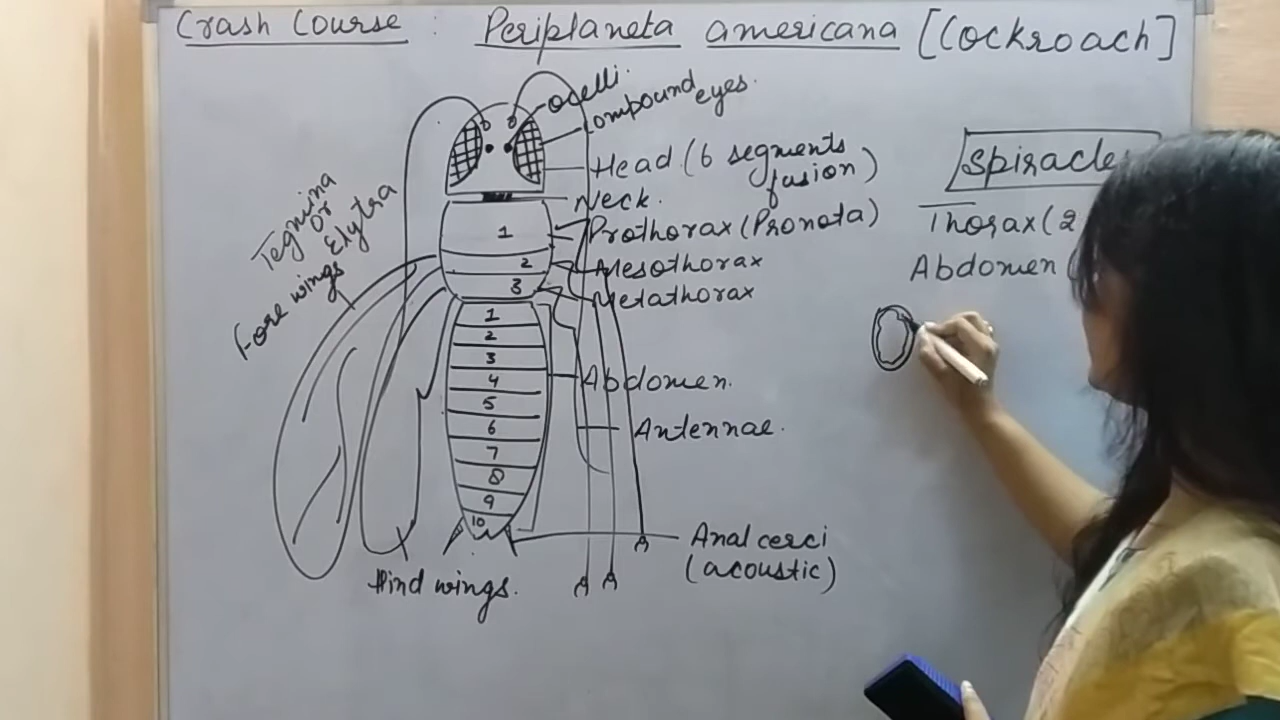 Crash Course : Periplaneta americana [Cockroach]
Ocelli.
Compound eyes.
Head (6 segments fusion)
Neck.
Prothorax (Pronata)
Mesothorax
Metathorax
Abdomen.
Antennae.
Anal cerci
(acoustic)
Tegmina
or
Elytra
Fore wings
Hind wings.
1
2
3
1
2
3
4
5
6
7
8
9
10
Spiracle
Thorax (2
Abdomen